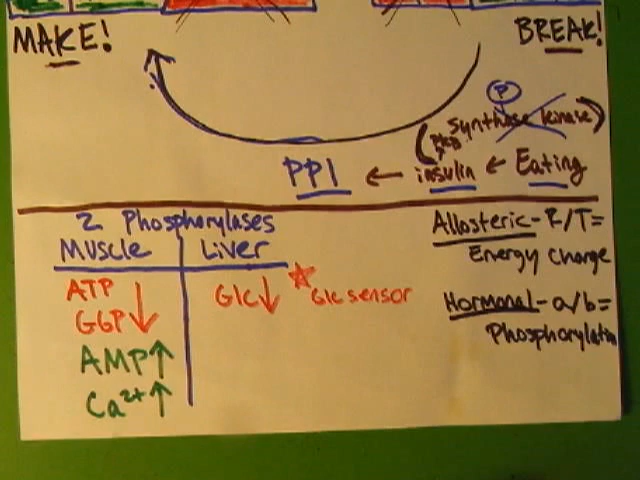 MAKE!
BREAK!
P
Synthase kinase
PP1 ← insulin ← Eating
2 Phosphorylases
Muscle Liver
ATP ↓
G6P
AMP↑
Ca2+↑
Glc↓
Glc sensor
Allosteric - R/T=
Energy Charge
Hormonal - a/b=
Phosphorylatin